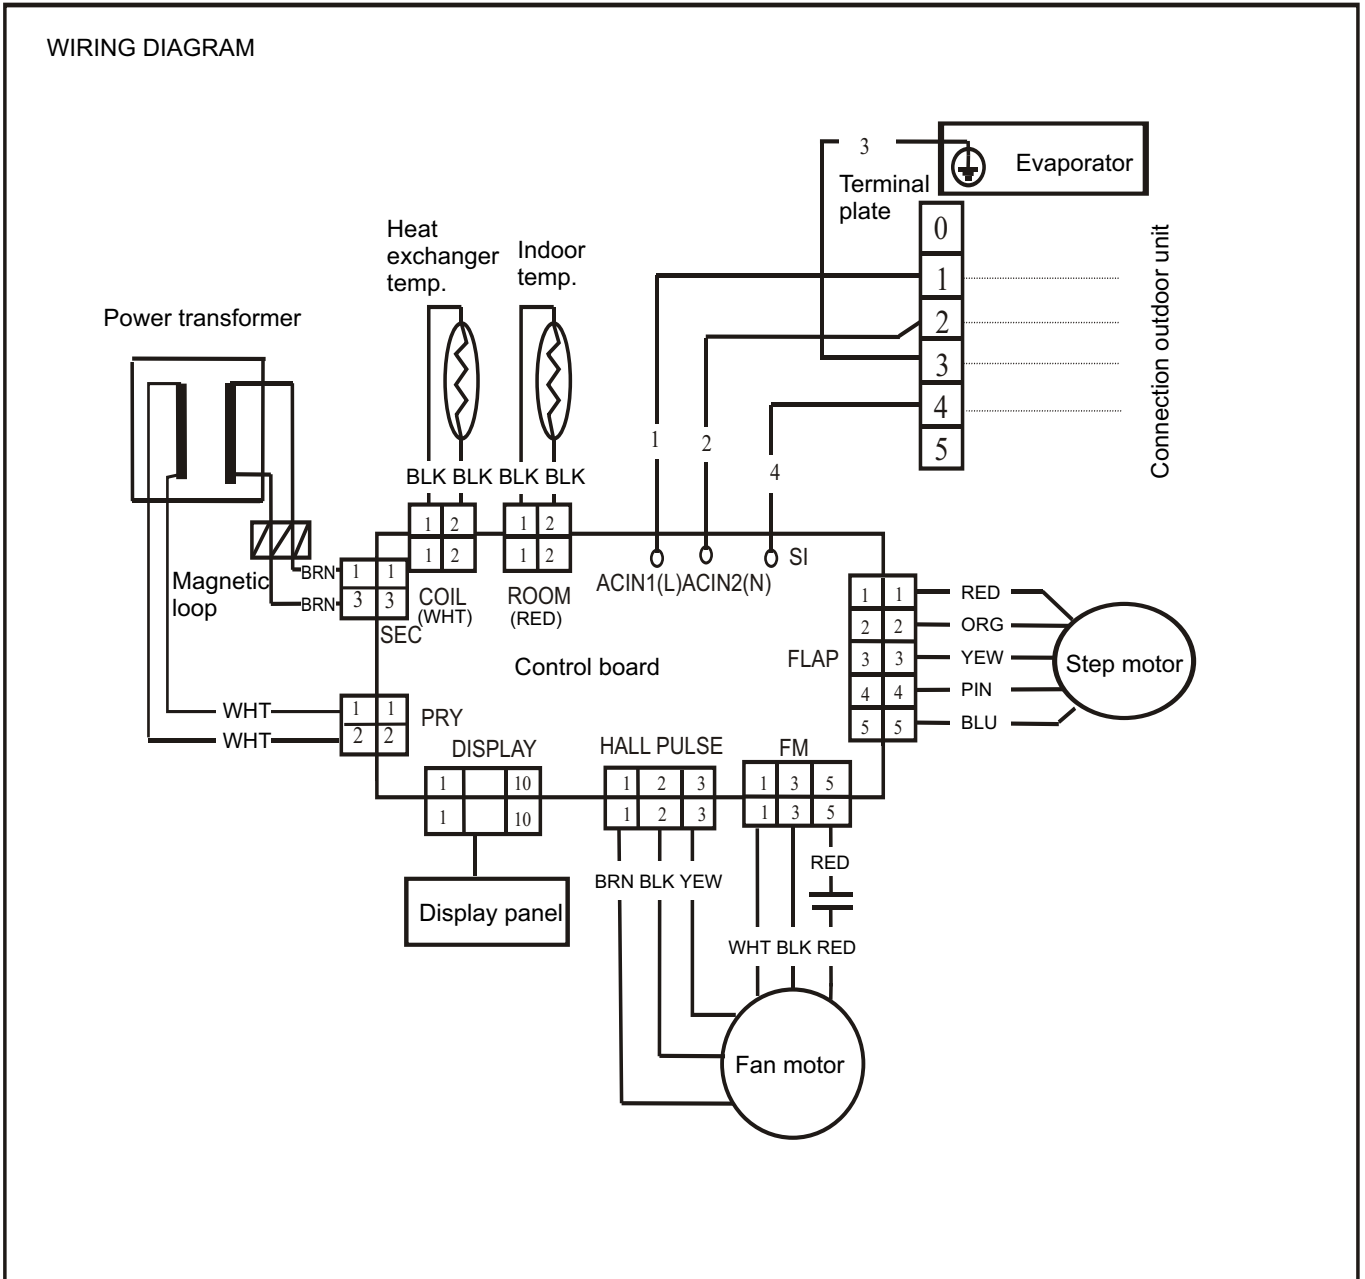 WIRING DIAGRAM
3
Evaporator
Terminal
plate
0
1
2
3
4
5
Connection outdoor unit
Heat
exchanger
temp.
Indoor
temp.
Power transformer
1
2
4
BLK BLK BLK BLK
1 2
1 2
1 2
1 2
SI
ACIN1(L)ACIN2(N)
COIL
(WHT)
ROOM
(RED)
Magnetic
loop
BRN
BRN
1 1
3 3
SEC
Control board
FLAP
1 1
2 2
3 3
4 4
5 5
RED
ORG
YEW
PIN
BLU
Step motor
WHT
WHT
1 1
2 2
PRY
DISPLAY
1 10
1 10
HALL PULSE
1 2 3
1 2 3
FM
1 3 5
1 3 5
Display panel
BRN BLK YEW
RED
WHT BLK RED
Fan motor